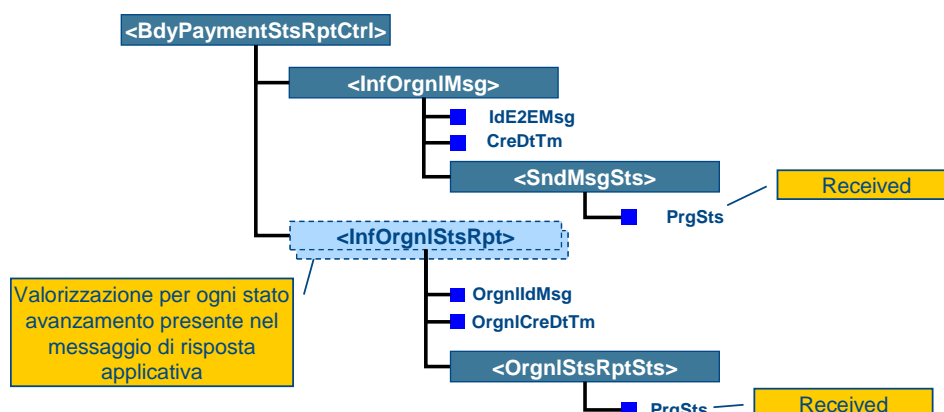 <BdyPaymentStsRptCtrl>
<InfOrgnlMsg>
IdE2EMsg
CreDtTm
<SndMsgSts>
Received
PrgSts
<InfOrgnlStsRpt>
Valorizzazione per ogni stato
avanzamento presente nel
messaggio di risposta
applicativa
OrgnlIdMsg
OrgnlCreDtTm
<OrgnlStsRptSts>
PrgSts
Received